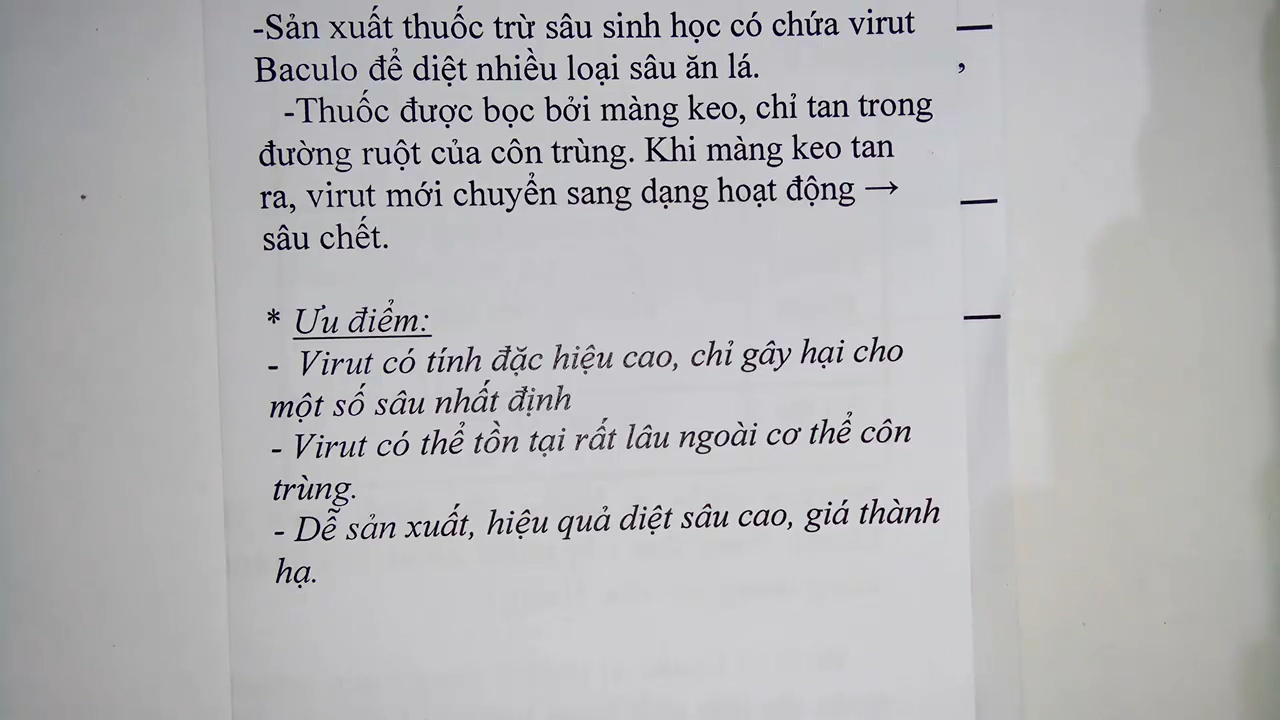 -Sản xuất thuốc trừ sâu sinh học có chứa virut
Baculo để diệt nhiều loại sâu ăn lá.
-Thuốc được bọc bởi màng keo, chỉ tan trong
đường ruột của côn trùng. Khi màng keo tan
ra, virut mới chuyển sang dạng hoạt động →
sâu chết.
* Ưu điểm:
- Virut có tính đặc hiệu cao, chỉ gây hại cho
một số sâu nhất định
- Virut có thể tồn tại rất lâu ngoài cơ thể côn
trùng.
- Dễ sản xuất, hiệu quả diệt sâu cao, giá thành
hạ.